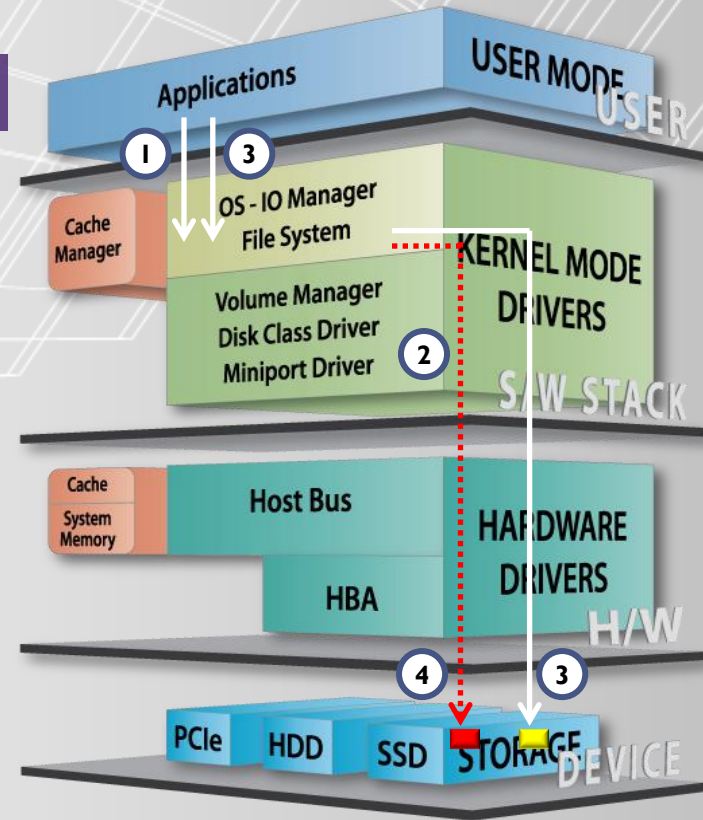 Applications
USER MODE
USER
1
3
Cache
Manager
OS - IO Manager
File System
KERNEL MODE
DRIVERS
Volume Manager
Disk Class Driver
Miniport Driver
2
S/W STACK
Cache
System
Memory
Host Bus
HARDWARE
DRIVERS
HBA
H/W
4
3
PCIe
HDD
SSD
STORAGE
DEVICE